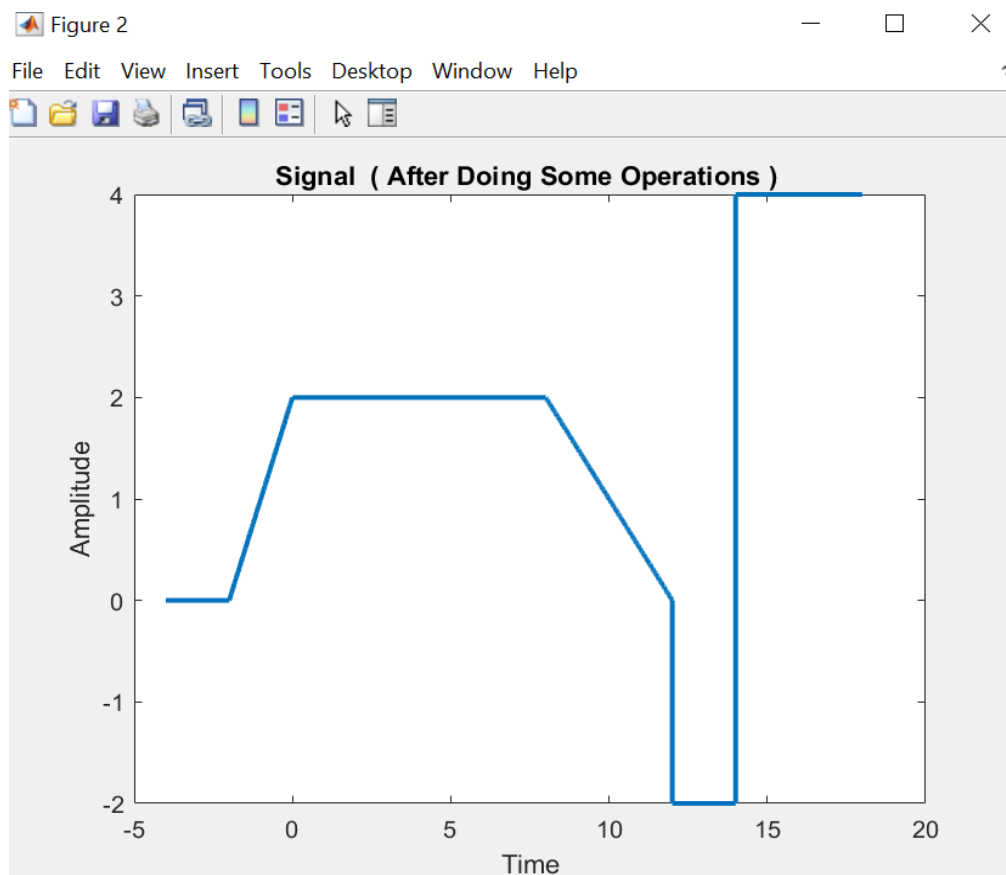 Figure 2
File Edit View Insert Tools Desktop Window Help
Signal ( After Doing Some Operations )
4
3
2
1
0
-1
-2
Amplitude
-5 0 5 10 15 20
Time